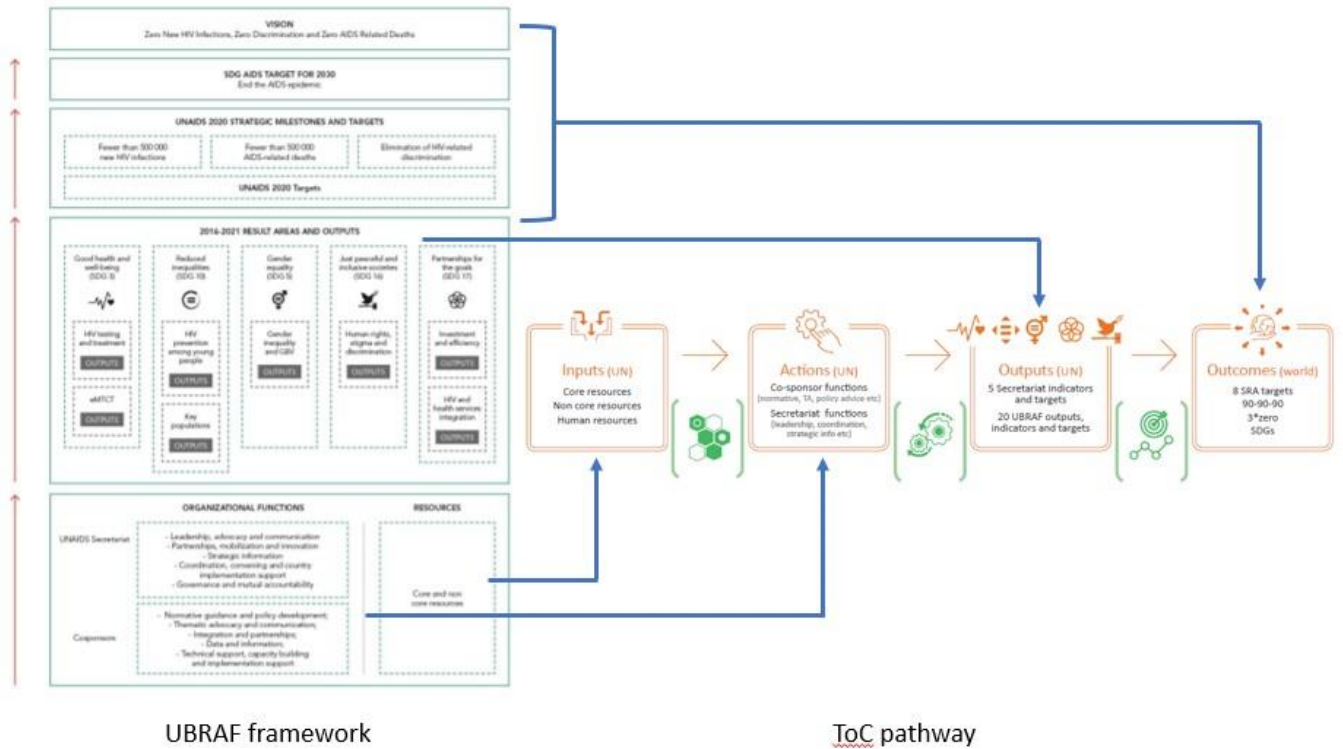 VISION
Zero New HIV Infections, Zero Discrimination and Zero AIDS Related Deaths
SDG AIDS TARGET FOR 2030
End the AIDS epidemic
UNAIDS 2020 STRATEGIC MILESTONES AND TARGETS
Fewer than 500 000
new HIV infections
Fewer than 500 000
AIDS-related deaths
Elimination of HIV-related
discrimination
UNAIDS 2020 Targets
2016-2021 RESULT AREAS AND OUTPUTS
Good health and
well-being
(SDG 3)
HIV testing
and treatment
OUTPUTS
eMTCT
OUTPUTS
Reduced
inequalities
(SDG 10)
HIV
prevention
among young
people
OUTPUTS
Key
populations
OUTPUTS
Gender
equality
(SDG 5)
Gender
inequality
and GBV
OUTPUTS
Just peaceful and
inclusive societies
(SDG 16)
Human rights,
stigma and
discrimination
OUTPUTS
Partnerships for
the goals
(SDG 17)
Investment
and efficiency
OUTPUTS
HIV and
health services
integration
OUTPUTS
ORGANIZATIONAL FUNCTIONS
RESOURCES
UNAIDS Secretariat
- Leadership, advocacy and communication
- Partnerships, mobilization and innovation
- Strategic information
- Coordination, convening and country
implementation support
- Governance and mutual accountability
Cosponsors
- Normative guidance and policy development;
- Thematic advocacy and communication;
- Integration and partnerships;
- Data and information;
- Technical support, capacity building
and implementation support
Core and non
core resources
Inputs (UN)
Core resources
Non core resources
Human resources
Actions (UN)
Co-sponsor functions
(normative, TA, policy advice etc)
Secretariat functions
(leadership, coordination,
strategic info etc)
Outputs (UN)
5 Secretariat indicators
and targets
20 UBRAF outputs,
indicators and targets
Outcomes (world)
8 SRA targets
90-90-90
3*zero
SDGs
UBRAF framework
ToC pathway